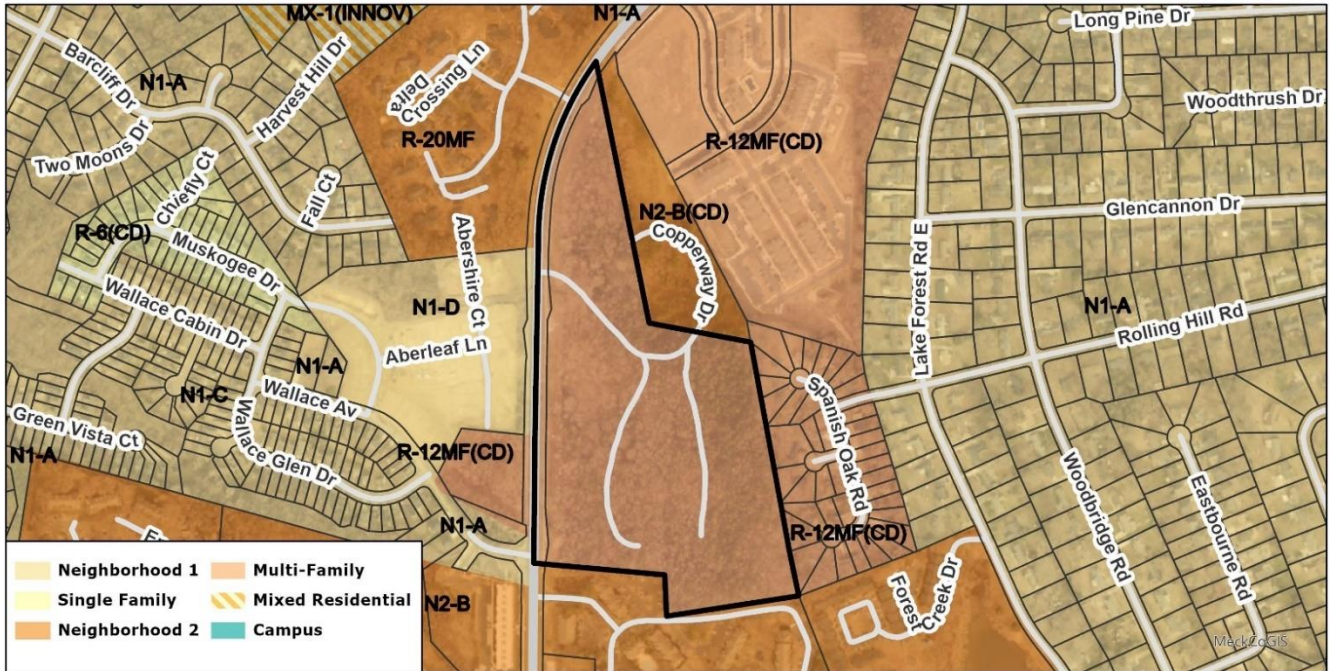 MX-1(INNOV)
N1-A
Long Pine Dr
Barcliff Dr
N1-A
Harvest Hill Dr
Delta
Crossing Ln
Woodthrush Dr
Two Moons Dr
R-20MF
R-12MF(CD)
Chiefly Ct
Fall Ct
N2-B(CD)
Glencannon Dr
R-6(CD)
Muskogee Dr
Abershire Ct
Copperway Dr
Lake Forest Rd E
Wallace Cabin Dr
N1-D
N1-A
Rolling Hill Rd
Aberleaf Ln
N1-A
N1-C
Wallace Av
Spanish Oak Rd
Green Vista Ct
Wallace Glen Dr
R-12MF(CD)
N1-A
Woodbridge Rd
Eastbourne Rd
N1-A
R-12MF(CD)
Forest
Creek Dr
N2-B
Neighborhood 1
Multi-Family
Single Family
Mixed Residential
Neighborhood 2
Campus
MeckCoGIS